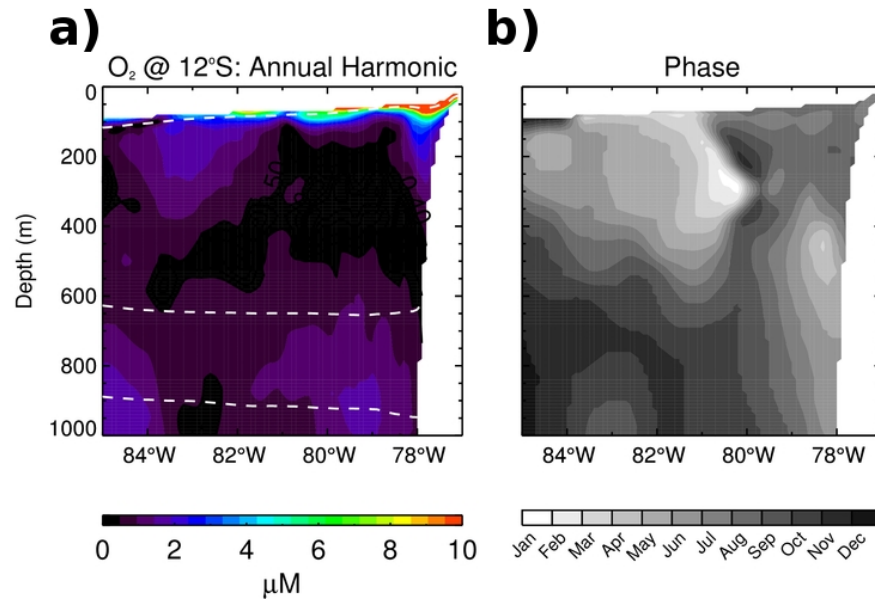 a)
b)
O₂ @ 12°S: Annual Harmonic
Phase
Depth (m)
0
200
400
600
800
1000
50
84°W 82°W 80°W 78°W
84°W 82°W 80°W 78°W
0 2 4 6 8 10
μM
Jan Feb Mar Apr May Jun Jul Aug Sep Oct Nov Dec